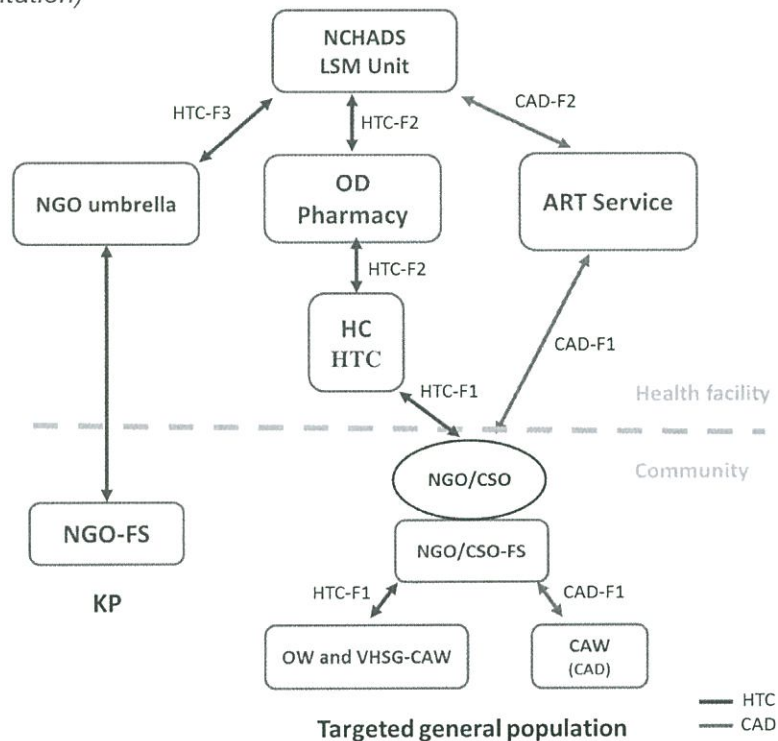 NCHADS
LSM Unit
HTC-F3
HTC-F2
CAD-F2
NGO umbrella
OD
Pharmacy
ART Service
HTC-F2
HC
HTC
CAD-F1
HTC-F1
Health facility
Community
NGO/CSO
NGO-FS
NGO/CSO-FS
KP
HTC-F1
CAD-F1
OW and VHSG-CAW
CAW
(CAD)
HTC
CAD
Targeted general population